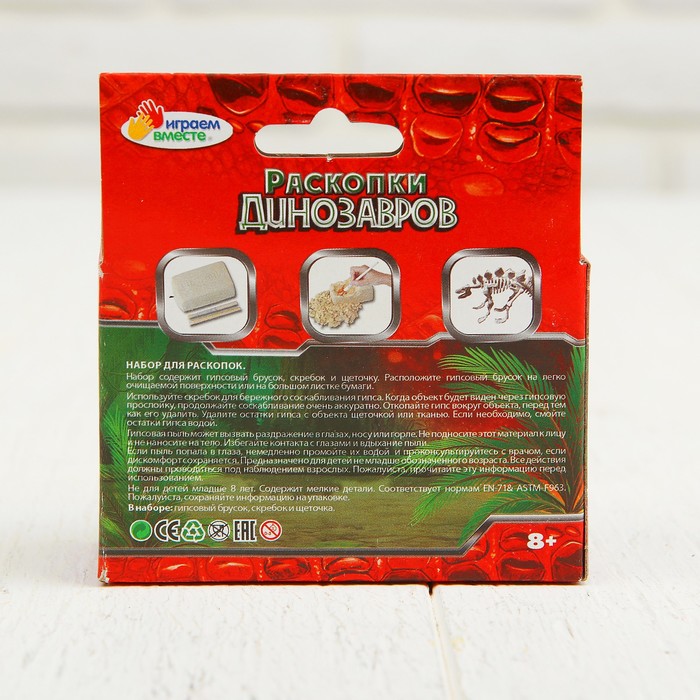 играем
вместе
РАСКОПКИ
ДИНОЗАВРОВ
НАБОР ДЛЯ РАСКОПОК.
Набор содержит гипсовый брусок, скребок и щеточку. Расположите гипсовый брусок на легко
очищаемой поверхности или на большом листке бумаги.
Используйте скребок для бережного соскабливания гипса. Когда объект будет виден через гипсовую
прослойку, продолжите соскабливание очень аккуратно. Откопайте гипс вокруг объекта, перед тем
как его удалить. Удалите остатки гипса с объекта щеточкой или тканью. Если необходимо, смойте
остатки гипса водой.
Гипсовая пыль может вызвать раздражение в глазах, носу или горле. Не подносите этот материал к лицу
и не наносите на тело. Избегайте контакта с глазами и вдыхание пыли.
Если пыль попала в глаза, немедленно промойте их водой и проконсультируйтесь с врачом, если
дискомфорт сохраняется. Предназначено для детей не младше обозначенного возраста. Все действия
должны проводиться под наблюдением взрослых. Пожалуйста, прочитайте эту информацию перед
использованием.
Не для детей младше 8 лет. Содержит мелкие детали. Соответствует нормам EN-71& ASTM-F963.
Пожалуйста, сохраняйте информацию на упаковке.
В наборе: гипсовый брусок, скребок и щеточка.
CE EAC 0-3 8+